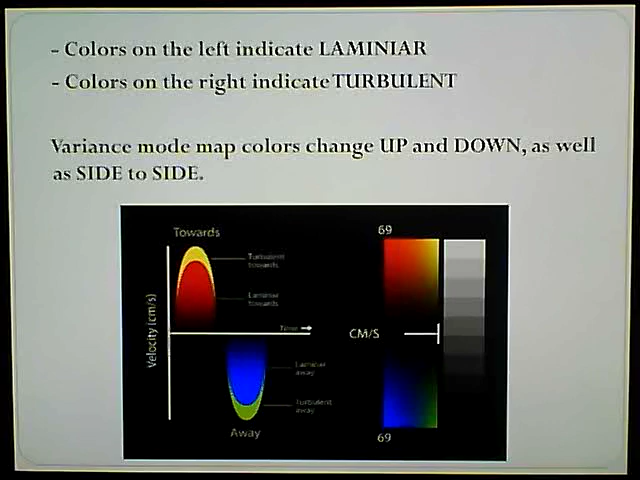 - Colors on the left indicate LAMINIAR
- Colors on the right indicate TURBULENT
Variance mode map colors change UP and DOWN, as well
as SIDE to SIDE.
Towards
69
Turbulent
towards
Laminar
towards
Velocity (cm/s)
Time
CM/S
Laminar
away
Turbulent
away
Away
69